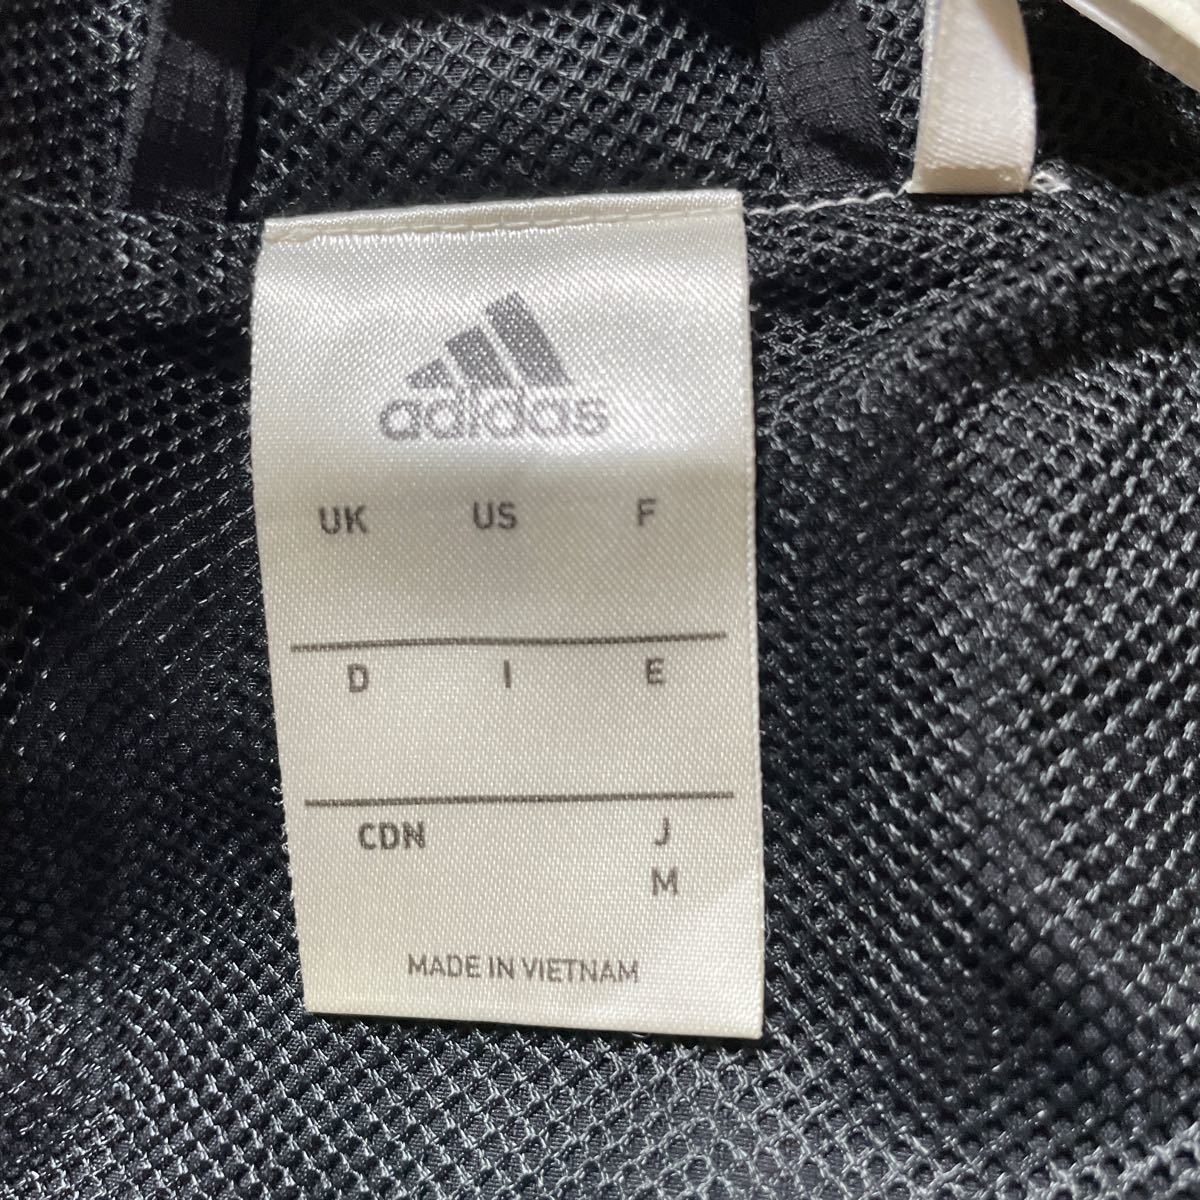 adidas
UK US F
D I E
CDN J
M
MADE IN VIETNAM